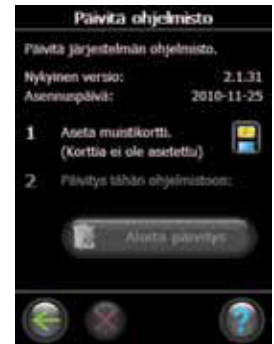 Päivitä ohjelmisto
Päivitä järjestelmän ohjelmisto.
Nykyinen versio: 2.1.31
Asennuspäivä: 2010-11-25
1 Aseta muistikortti.
(Korttia ei ole asetettu)
2 Päivitys tähän ohjelmistoon:
Aloita päivitys
?